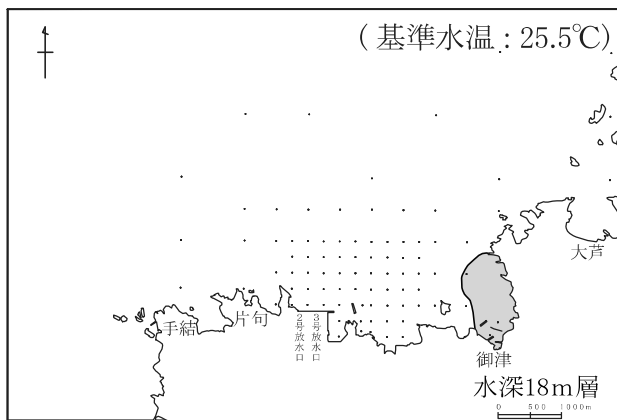 (基準水温：25.5℃)
大芦
手結
片句
2号放水口
3号放水口
御津
水深18m層
0 500 1000m